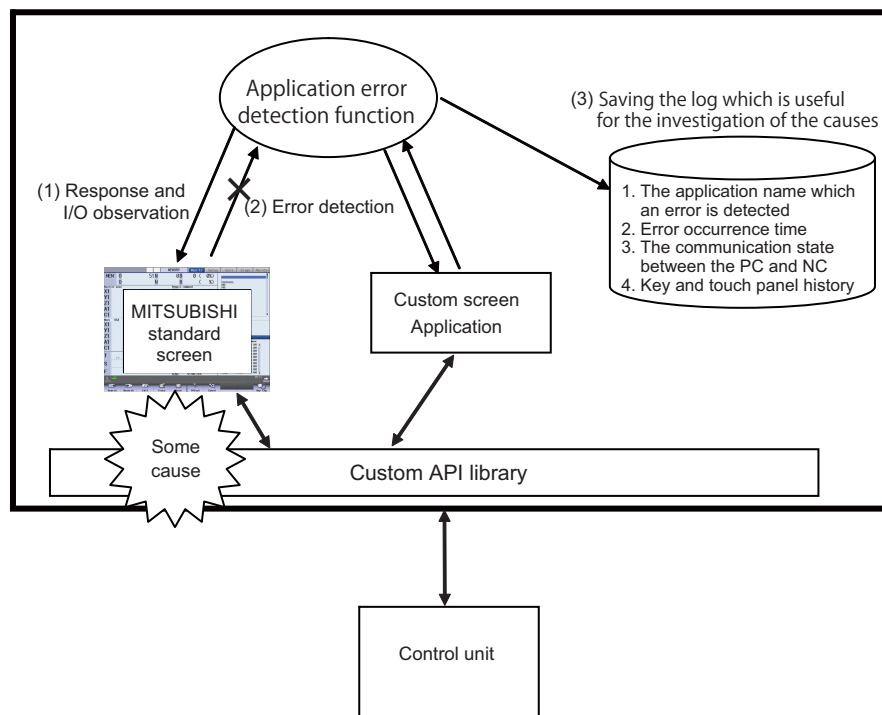 Application error
detection function
(3) Saving the log which is useful
for the investigation of the causes
(1) Response and
I/O observation
(2) Error detection
1. The application name which
an error is detected
2. Error occurrence time
3. The communication state
between the PC and NC
4. Key and touch panel history
MITSUBISHI
standard
screen
Custom screen
Application
Some
cause
Custom API library
Control unit